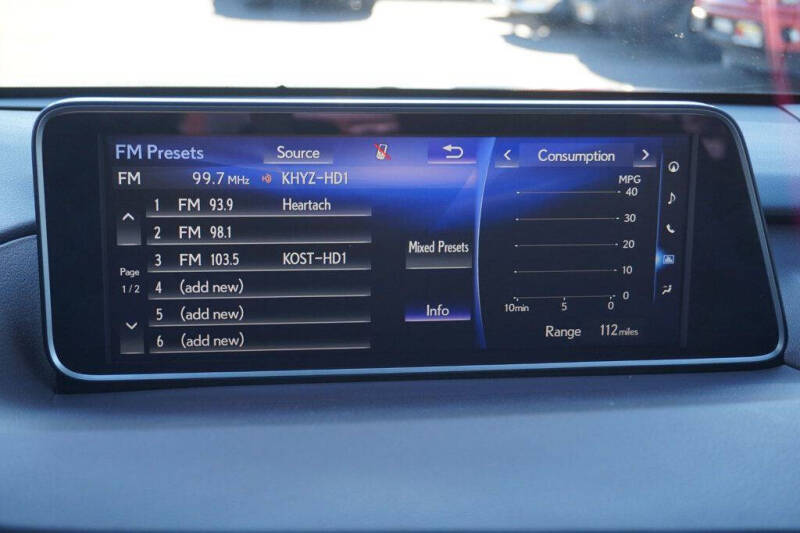 FM Presets Source
FM 99.7 MHz KHYZ-HD1
1 FM 93.9 Heartach
2 FM 98.1
3 FM 103.5 KOST-HD1
4 (add new)
5 (add new)
6 (add new)
Page
1/2
Mixed Presets
Info
< Consumption >
MPG
40
30
20
10
0
10min 5 0
Range 112 miles